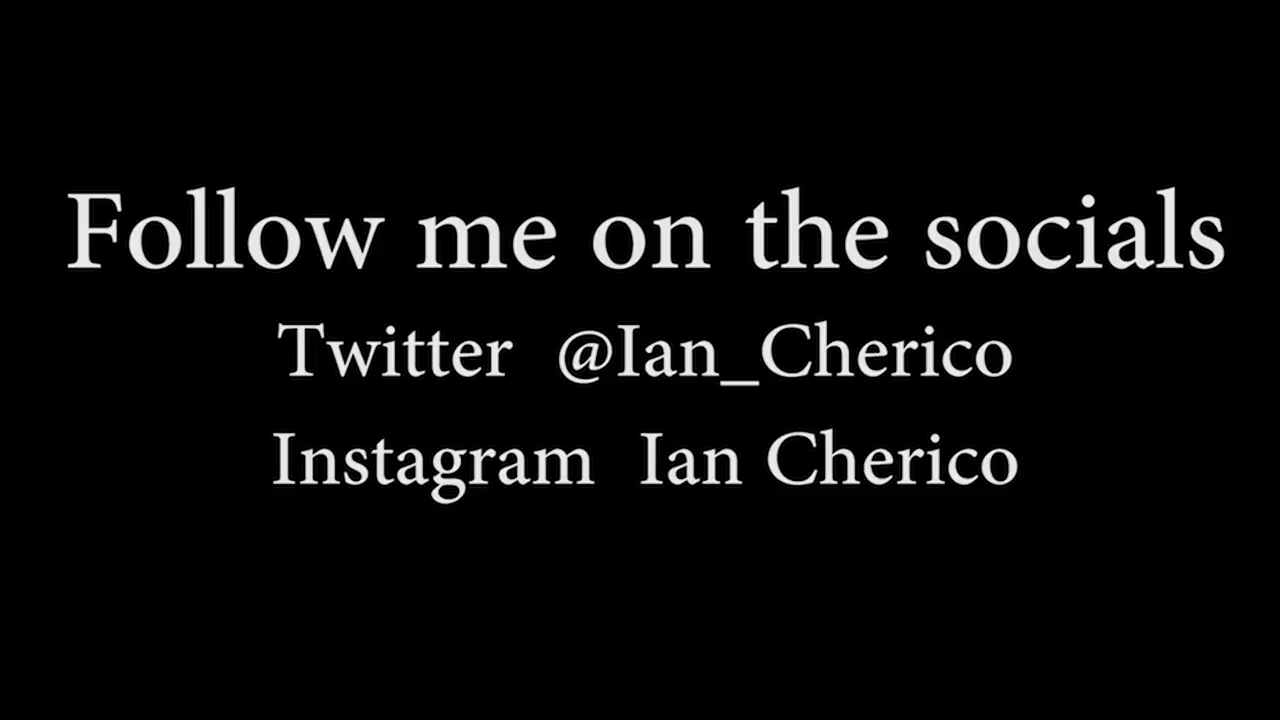 Follow me on the socials
Twitter @Ian_Cherico
Instagram Ian Cherico